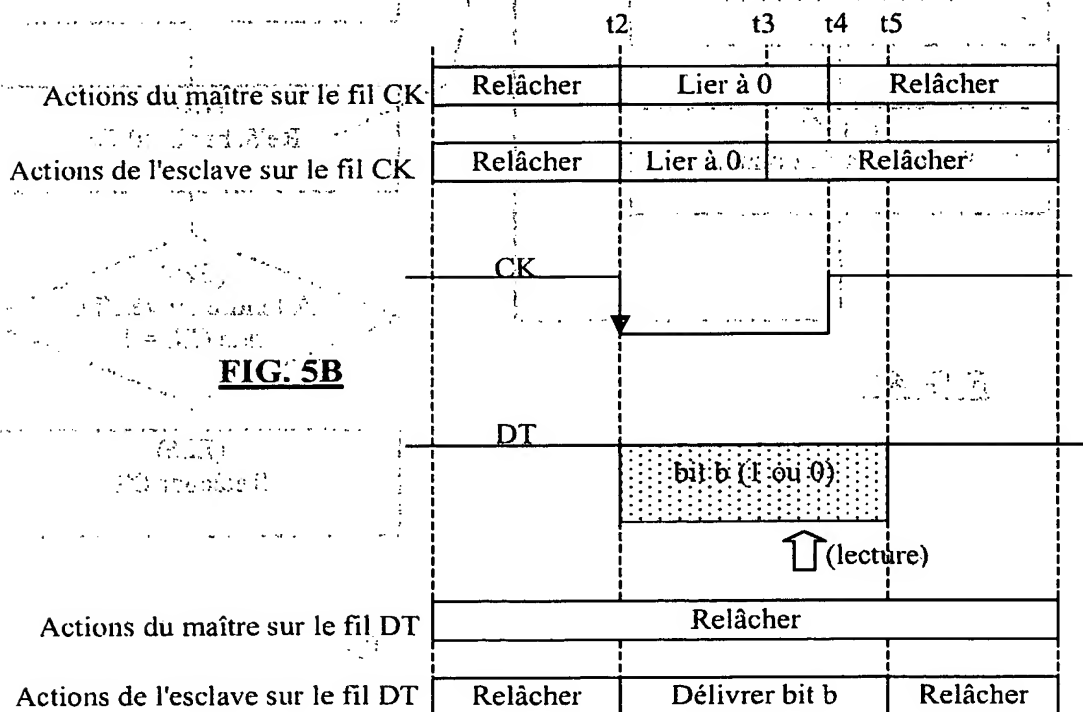 t2 t3 t4 t5
Actions du maître sur le fil CK Relâcher Lier à 0 Relâcher
Actions de l'esclave sur le fil CK Relâcher Lier à 0 Relâcher
CK
FIG. 5B
DT
bit b (1 ou 0)
(lecture)
Actions du maître sur le fil DT Relâcher
Actions de l'esclave sur le fil DT Relâcher Délivrer bit b Relâcher